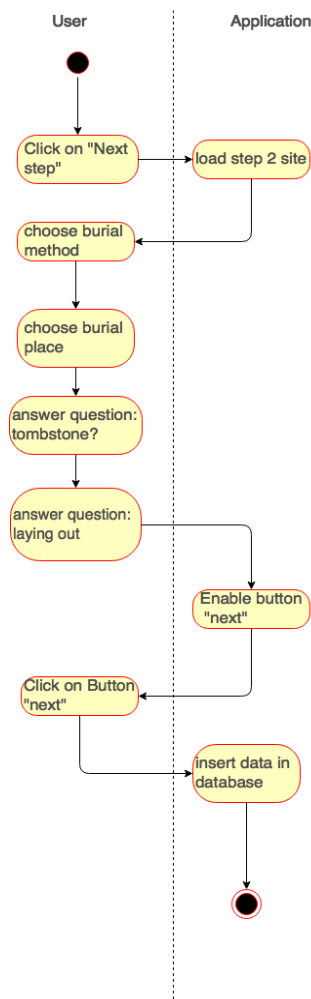 User
Application
Click on "Next
step"
load step 2 site
choose burial
method
choose burial
place
answer question:
tombstone?
answer question:
laying out
Enable button
"next"
Click on Button
"next"
insert data in
database